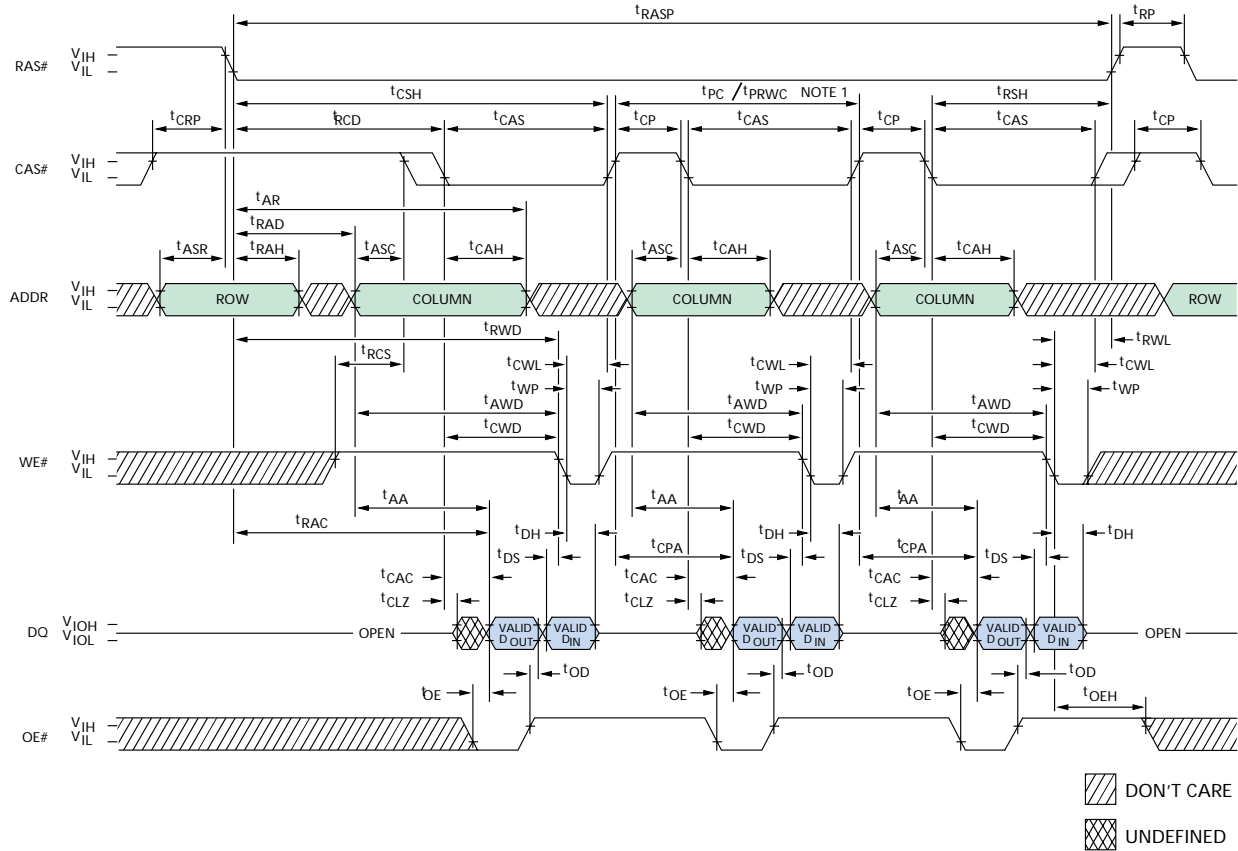 tRASP tRP
RAS# VIH
VIL
tCSH tPC / tPRWC NOTE 1 tRSH
tCRP tRCD tCAS tCP tCAS tCP tCAS tCP
CAS# VIH
VIL
tAR
tRAD
tASR tRAH tASC tCAH tASC tCAH tASC tCAH
ADDR VIH
VIL
ROW COLUMN COLUMN COLUMN ROW
tRWD tRWL
tRCS tCWL tCWL tCWL
tWP tWP tWP
tAWD tAWD tAWD
tCWD tCWD tCWD
WE# VIH
VIL
tAA tAA tAA
tRAC tDH tDH tDH
tCPA tCPA
tDS tDS tDS
tCAC tCAC tCAC
tCLZ tCLZ tCLZ
DQ VIOH
VIOL
OPEN VALID DOUT VALID DIN VALID DOUT VALID DIN VALID DOUT VALID DIN OPEN
tOD tOD tOD
tOE tOE tOE tOEH
OE# VIH
VIL
DON'T CARE
UNDEFINED